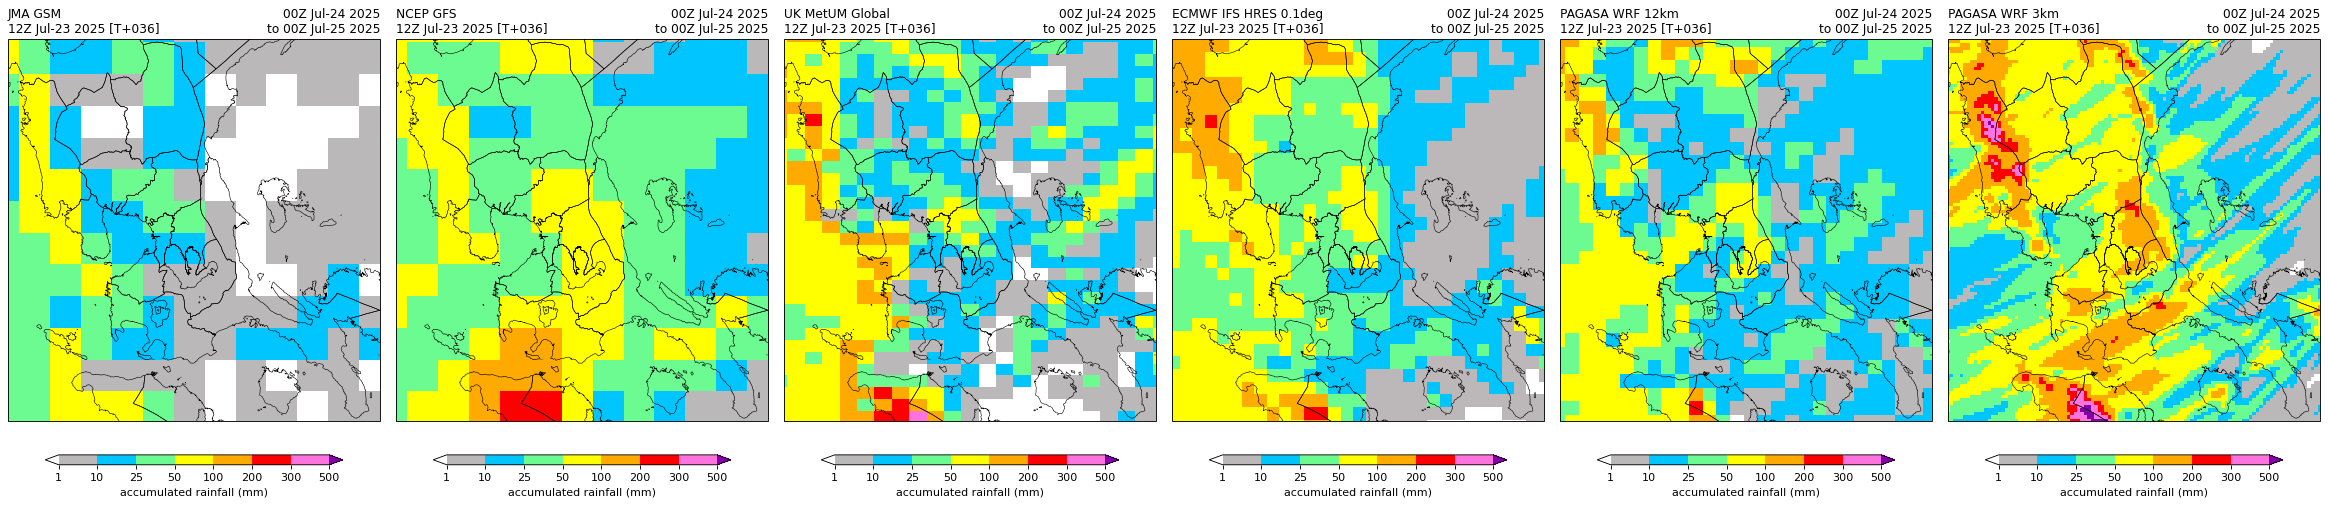 JMA GSM 00Z Jul-24 2025
12Z Jul-23 2025 [T+036] to 00Z Jul-25 2025
1 10 25 50 100 200 300 500
accumulated rainfall (mm)
NCEP GFS 00Z Jul-24 2025
12Z Jul-23 2025 [T+036] to 00Z Jul-25 2025
1 10 25 50 100 200 300 500
accumulated rainfall (mm)
UK MetUM Global 00Z Jul-24 2025
12Z Jul-23 2025 [T+036] to 00Z Jul-25 2025
1 10 25 50 100 200 300 500
accumulated rainfall (mm)
ECMWF IFS HRES 0.1deg 00Z Jul-24 2025
12Z Jul-23 2025 [T+036] to 00Z Jul-25 2025
1 10 25 50 100 200 300 500
accumulated rainfall (mm)
PAGASA WRF 12km 00Z Jul-24 2025
12Z Jul-23 2025 [T+036] to 00Z Jul-25 2025
1 10 25 50 100 200 300 500
accumulated rainfall (mm)
PAGASA WRF 3km 00Z Jul-24 2025
12Z Jul-23 2025 [T+036] to 00Z Jul-25 2025
1 10 25 50 100 200 300 500
accumulated rainfall (mm)